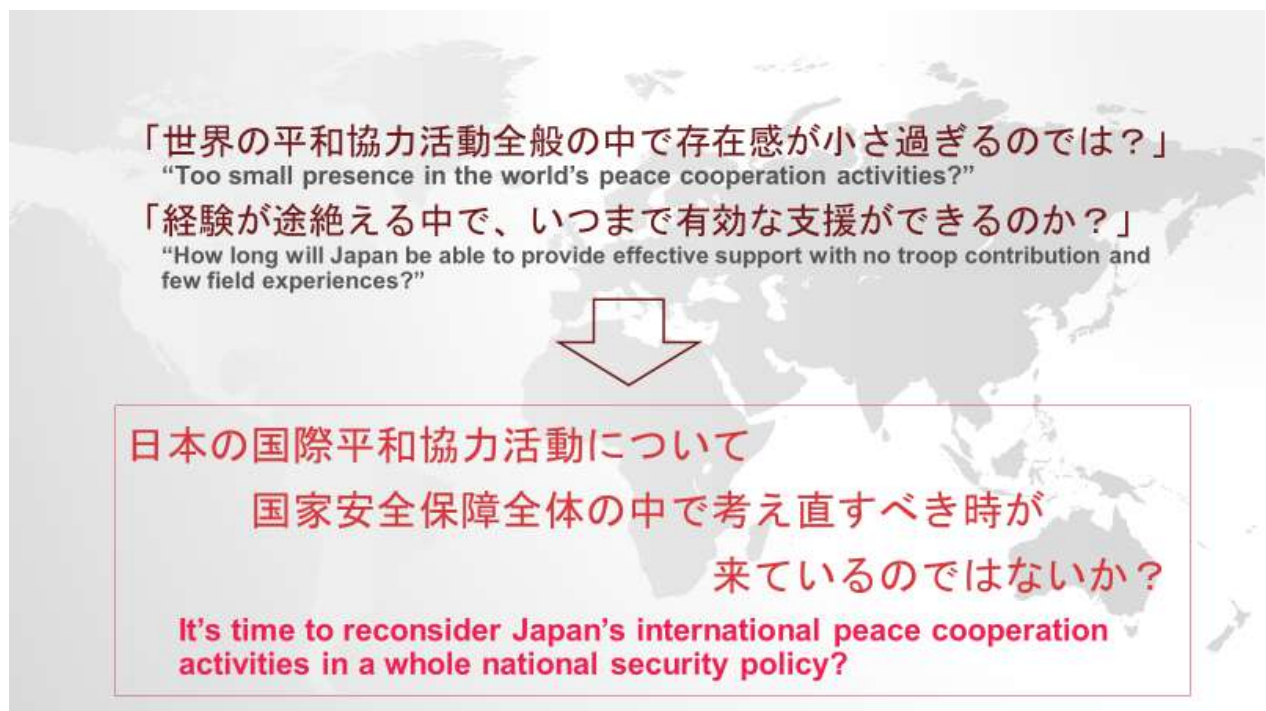 「世界の平和協力活動全般の中で存在感が小さ過ぎるのでは？」
“Too small presence in the world’s peace cooperation activities?”
「経験が途絶える中で、いつまで有効な支援ができるのか？」
“How long will Japan be able to provide effective support with no troop contribution and
few field experiences?”
日本の国際平和協力活動について
国家安全保障全体の中で考え直すべき時が
来ているのではないか？
It’s time to reconsider Japan’s international peace cooperation
activities in a whole national security policy?